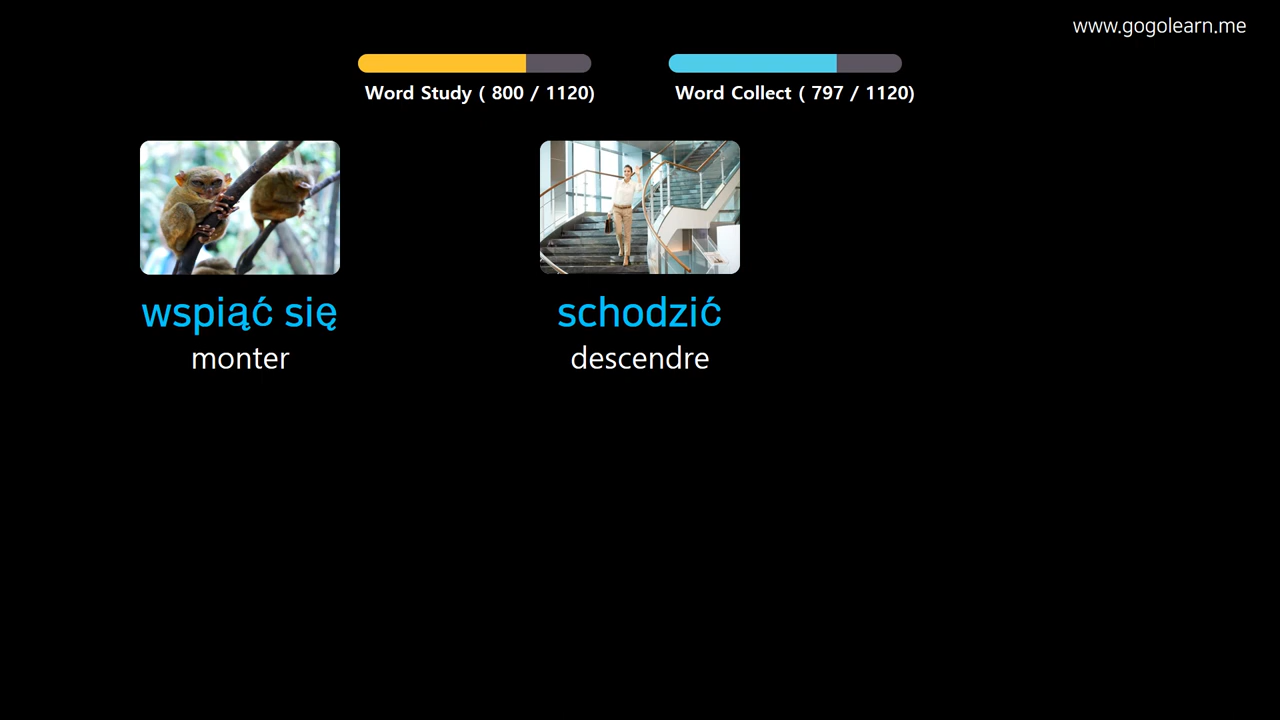 www.gogolearn.me
Word Study ( 800 / 1120)
Word Collect ( 797 / 1120)
wspiąć się
monter
schodzić
descendre